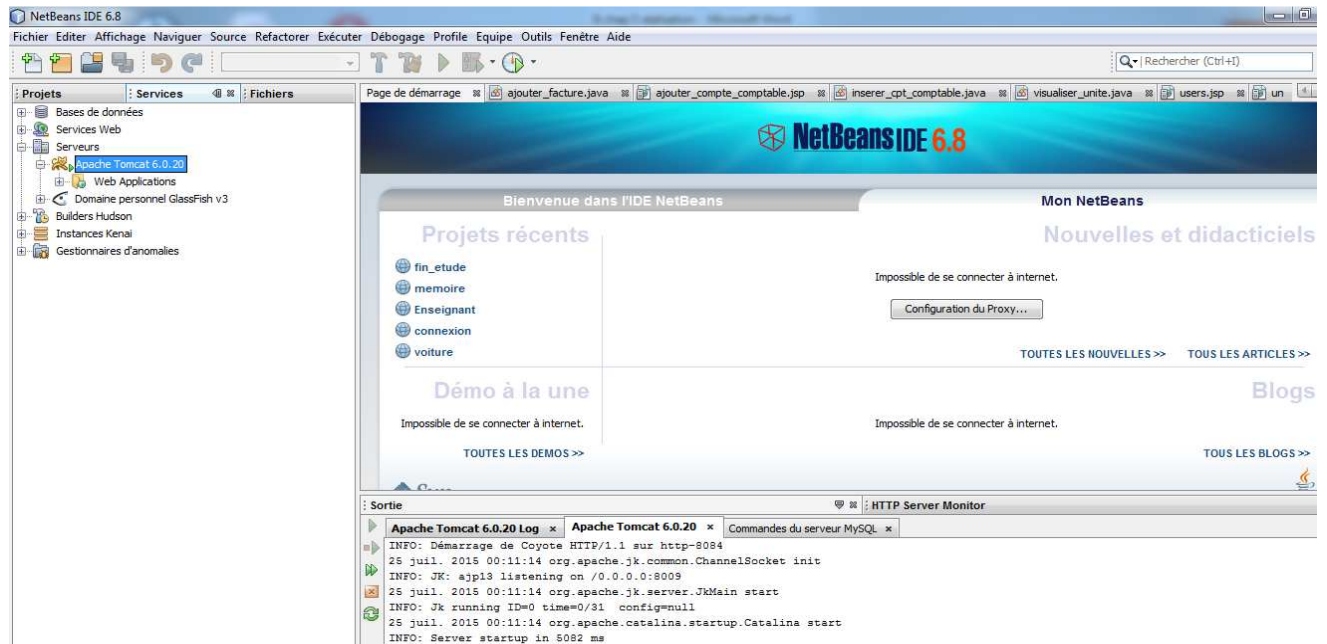 NetBeans IDE 6.8
Fichier Editer Affichage Naviguer Source Refactorer Exécuter Débogage Profile Equipe Outils Fenêtre Aide
Rechercher (Ctrl+I)
Projets Services Fichiers
Bases de données
Services Web
Serveurs
Apache Tomcat 6.0.20
Web Applications
Domaine personnel GlassFish v3
Builders Hudson
Instances Kenai
Gestionnaires d'anomalies
Page de démarrage ajouter_facture.java ajouter_compte_comptable.jsp inserer_cpt_comptable.java visualiser_unite.java users.jsp un
NetBeans IDE 6.8
Bienvenue dans l'IDE NetBeans Mon NetBeans
Projets récents
fin_etude
memoire
Enseignant
connexion
voiture
Nouvelles et didacticiels
Impossible de se connecter à internet.
Configuration du Proxy...
TOUTES LES NOUVELLES >> TOUS LES ARTICLES >>
Démo à la une
Impossible de se connecter à internet.
TOUTES LES DEMOS >>
Blogs
Impossible de se connecter à internet.
TOUS LES BLOGS >>
Sortie HTTP Server Monitor
Apache Tomcat 6.0.20 Log Apache Tomcat 6.0.20 Commandes du serveur MySQL
INFO: Démarrage de Coyote HTTP/1.1 sur http-8084
25 juil. 2015 00:11:14 org.apache.jk.common.ChannelSocket init
INFO: JK: ajp13 listening on /0.0.0.0:8009
25 juil. 2015 00:11:14 org.apache.jk.server.JkMain start
INFO: Jk running ID=0 time=0/31 config=null
25 juil. 2015 00:11:14 org.apache.catalina.startup.Catalina start
INFO: Server startup in 5082 ms